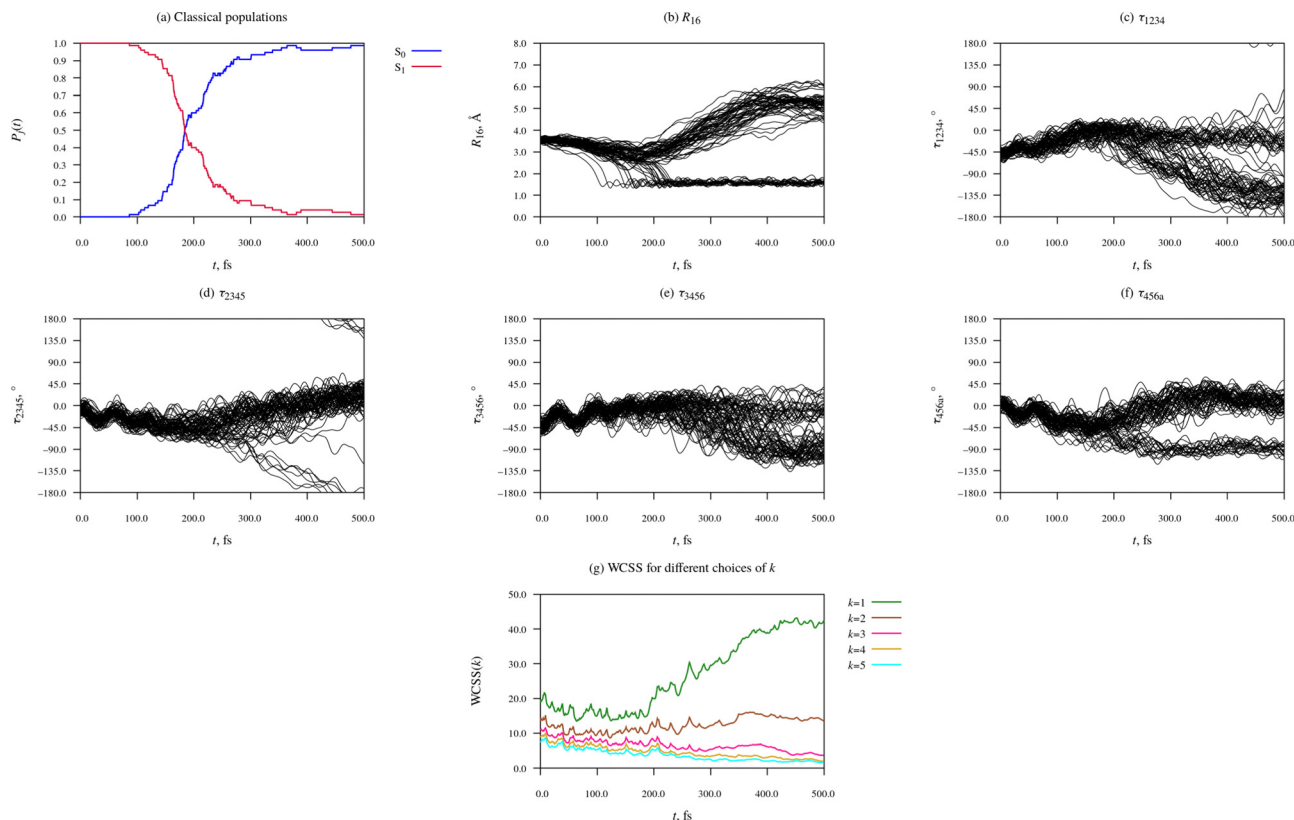 (a) Classical populations
P_j(t)
1.0
0.9
0.8
0.7
0.6
0.5
0.4
0.3
0.2
0.1
0.0
0.0 100.0 200.0 300.0 400.0 500.0
t, fs
S₀
S₁
(b) R₁₆
R₁₆, Å
8.0
7.0
6.0
5.0
4.0
3.0
2.0
1.0
0.0
0.0 100.0 200.0 300.0 400.0 500.0
t, fs
(c) τ₁₂₃₄
τ₁₂₃₄, °
180.0
135.0
90.0
45.0
0.0
−45.0
−90.0
−135.0
−180.0
0.0 100.0 200.0 300.0 400.0 500.0
t, fs
(d) τ₂₃₄₅
τ₂₃₄₅, °
180.0
135.0
90.0
45.0
0.0
−45.0
−90.0
−135.0
−180.0
0.0 100.0 200.0 300.0 400.0 500.0
t, fs
(e) τ₃₄₅₆
τ₃₄₅₆, °
180.0
135.0
90.0
45.0
0.0
−45.0
−90.0
−135.0
−180.0
0.0 100.0 200.0 300.0 400.0 500.0
t, fs
(f) τ₄₅₆ₐ
τ₄₅₆ₐ, °
180.0
135.0
90.0
45.0
0.0
−45.0
−90.0
−135.0
−180.0
0.0 100.0 200.0 300.0 400.0 500.0
t, fs
(g) WCSS for different choices of k
WCSS(k)
50.0
40.0
30.0
20.0
10.0
0.0
0.0 100.0 200.0 300.0 400.0 500.0
t, fs
k=1
k=2
k=3
k=4
k=5